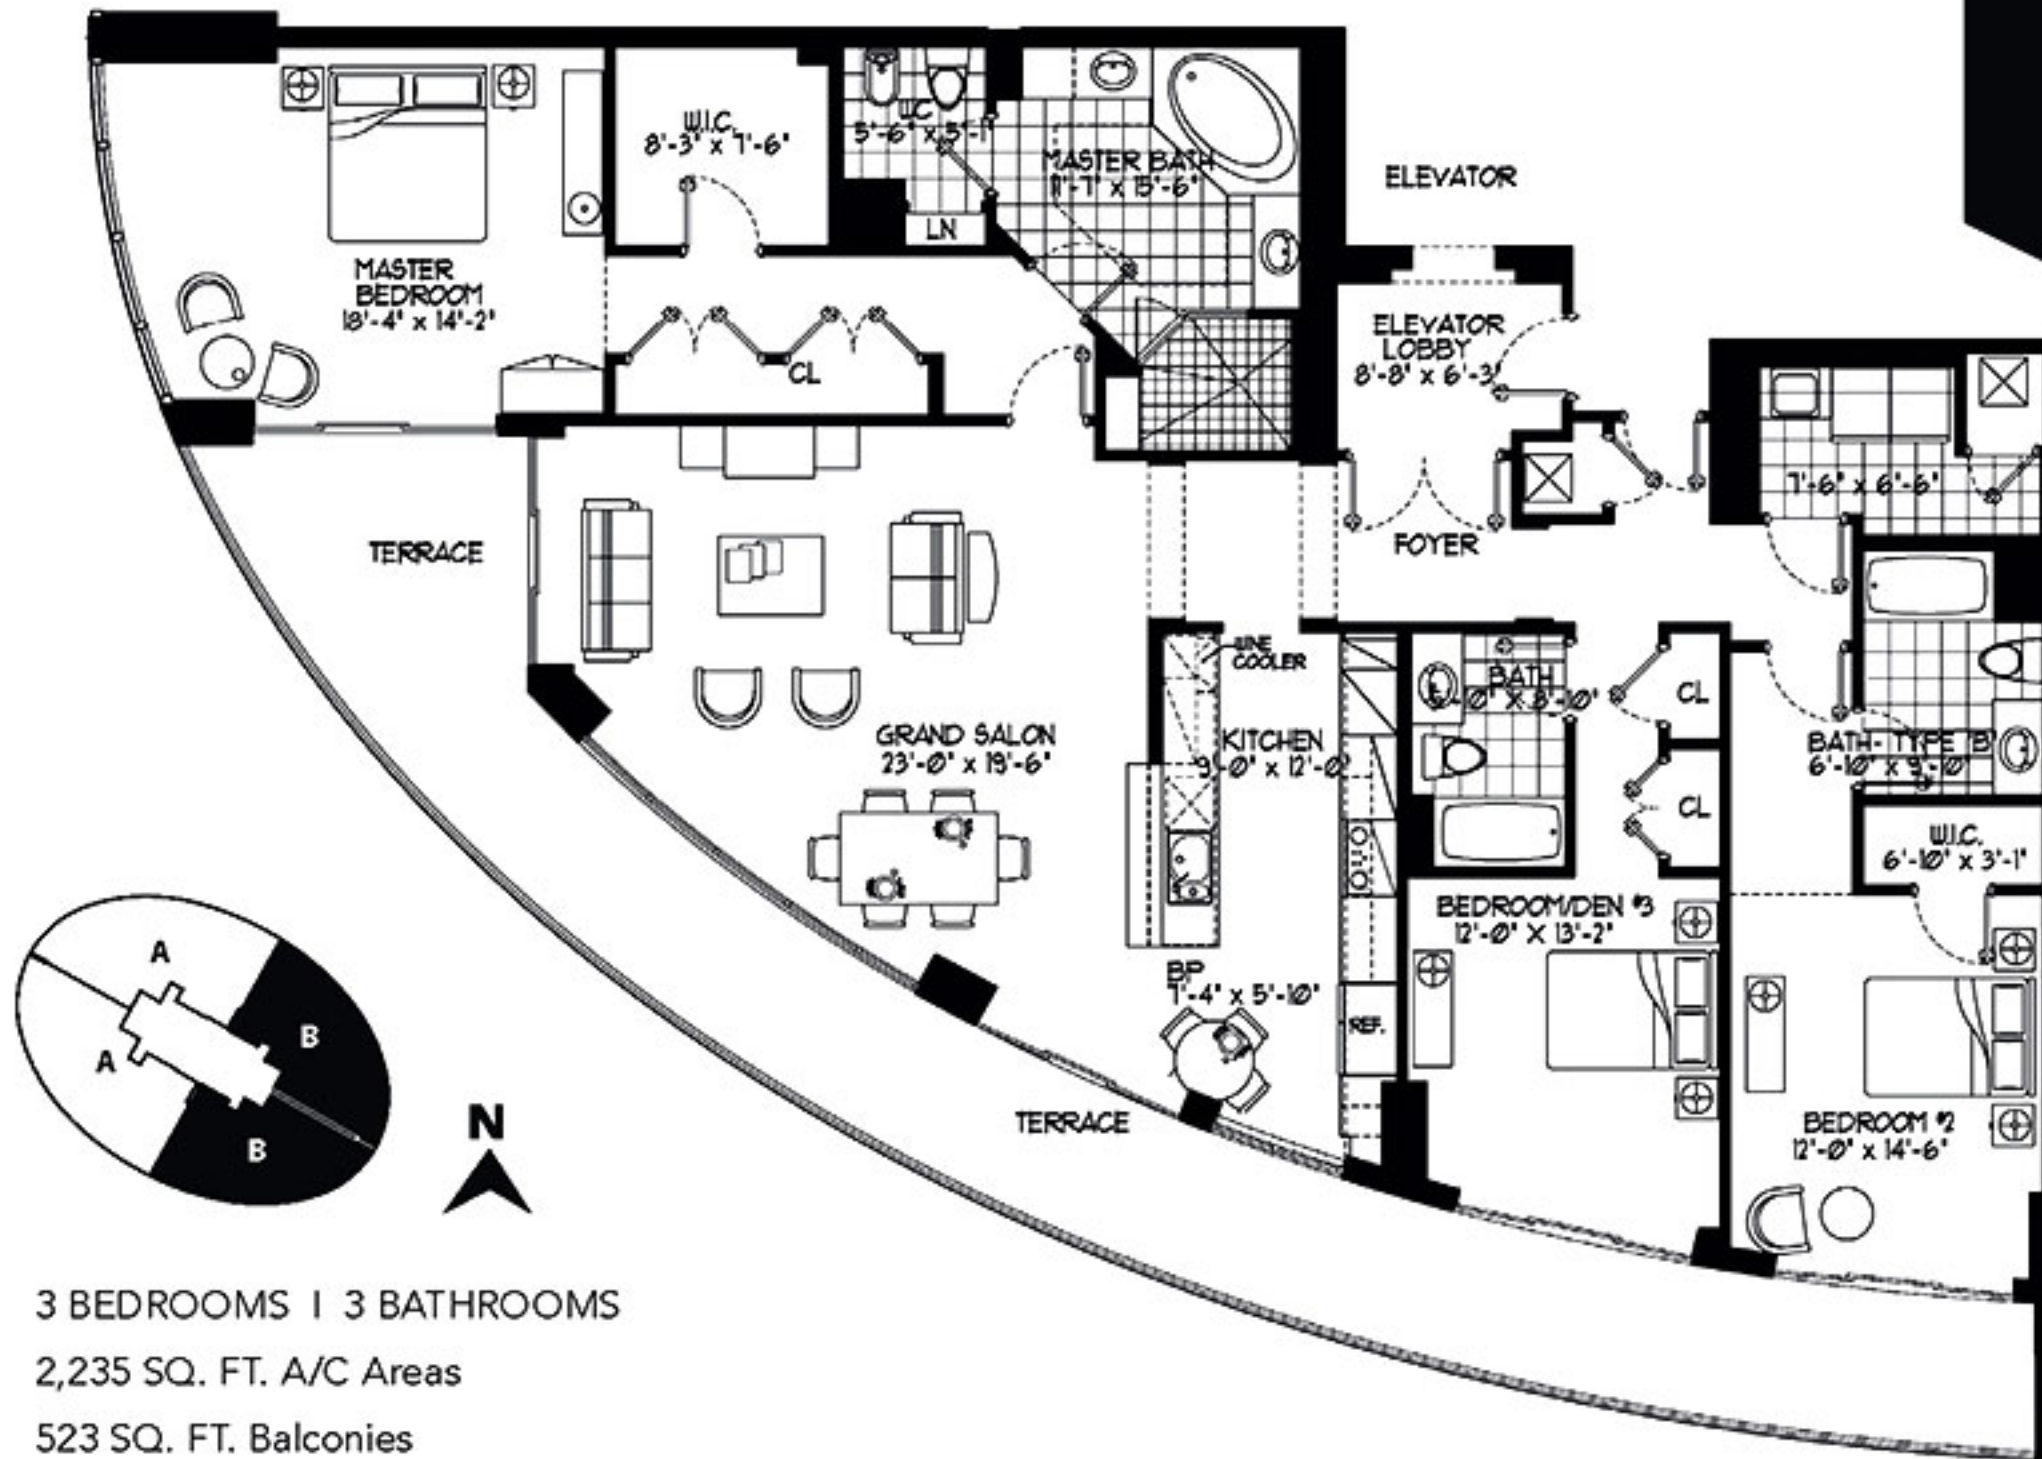 W.I.C.
8'-3" x 7'-6"
5'-6" x 5'-1"
LN
MASTER BATH
11'-7" x 15'-6"
ELEVATOR
MASTER
BEDROOM
18'-4" x 14'-2"
CL
ELEVATOR
LOBBY
8'-8" x 6'-3"
7'-6" x 6'-6"
TERRACE
FOYER
WINE
COOLER
BATH
CL
GRAND SALON
23'-0" x 19'-6"
KITCHEN
9'-0" x 12'-0"
BATH- TYPE 'B'
6'-10" x 9'-10"
CL
W.I.C.
6'-10" x 3'-1"
BEDROOM/DEN #3
12'-0" X 13'-2"
BP
7'-4" x 5'-10"
REF.
A
B
A
B
N
TERRACE
BEDROOM #2
12'-0" x 14'-6"
3 BEDROOMS | 3 BATHROOMS
2,235 SQ. FT. A/C Areas
523 SQ. FT. Balconies